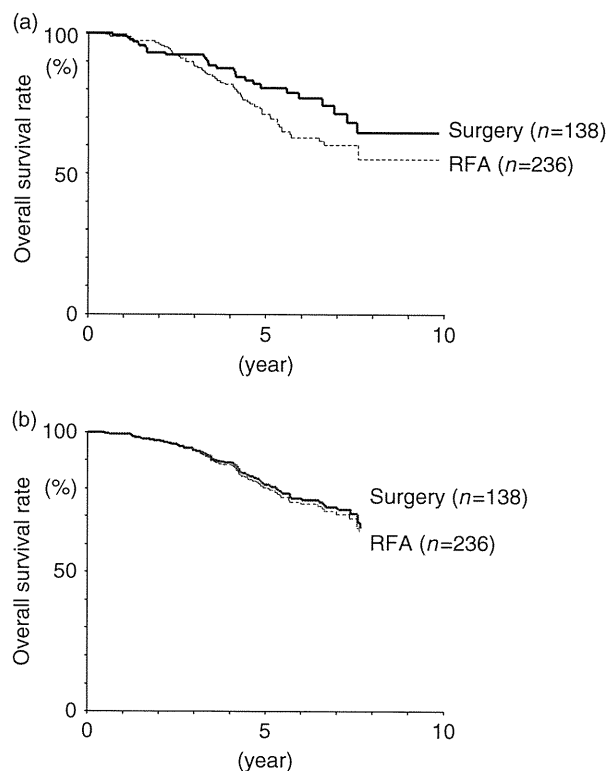 (a)
100
(%)
50
0
Overall survival rate
Surgery (n=138)
RFA (n=236)
0 5 10
(year)
(b)
100
(%)
50
0
Overall survival rate
Surgery (n=138)
RFA (n=236)
0 5 10
(year)